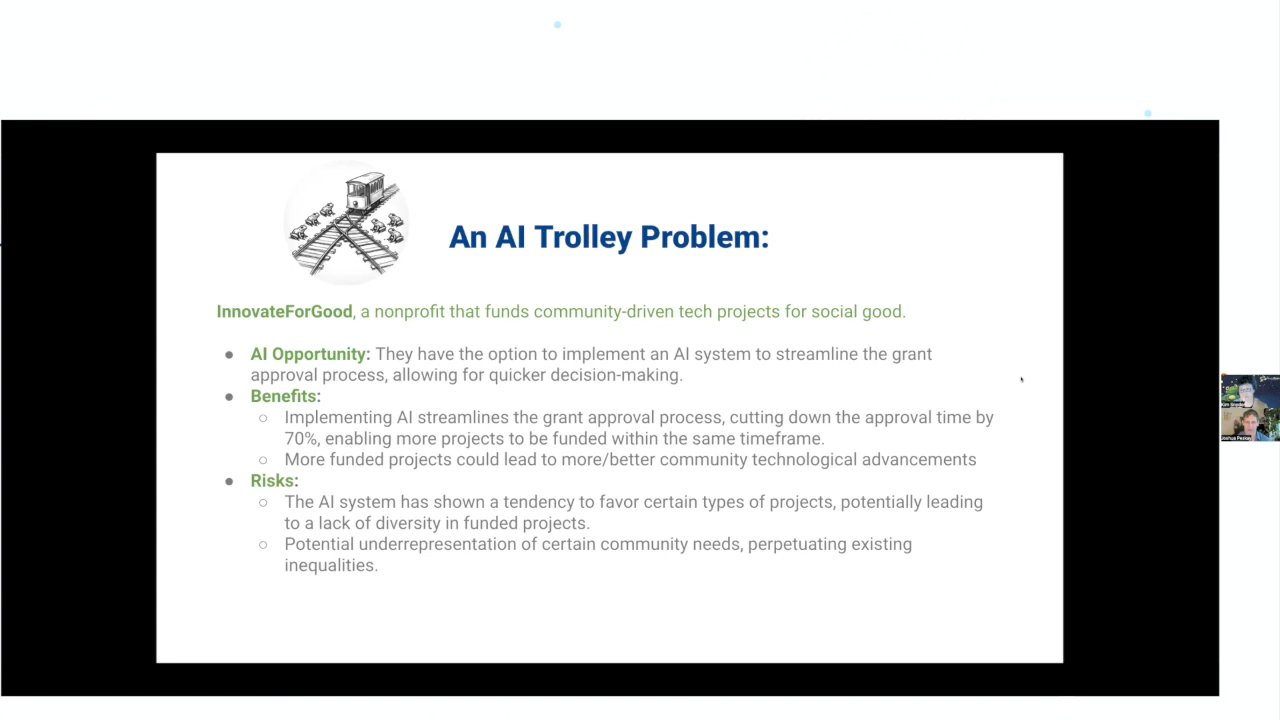 An AI Trolley Problem:
InnovateForGood, a nonprofit that funds community-driven tech projects for social good.
● AI Opportunity: They have the option to implement an AI system to streamline the grant
approval process, allowing for quicker decision-making.
● Benefits:
○ Implementing AI streamlines the grant approval process, cutting down the approval time by
70%, enabling more projects to be funded within the same timeframe.
○ More funded projects could lead to more/better community technological advancements
● Risks:
○ The AI system has shown a tendency to favor certain types of projects, potentially leading
to a lack of diversity in funded projects.
○ Potential underrepresentation of certain community needs, perpetuating existing
inequalities.